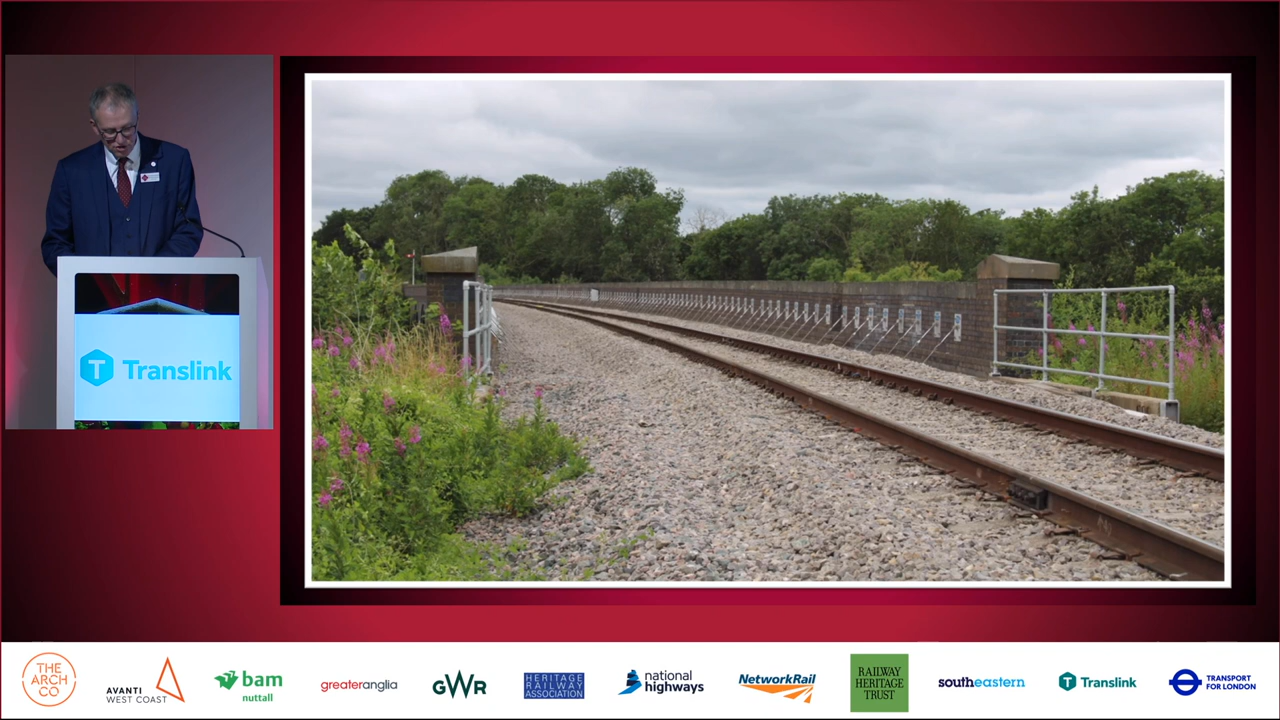 T Translink
THE
ARCH
CO
AVANTI
WEST COAST
bam
nuttall
greateranglia
GWR
HERITAGE
RAILWAY
ASSOCIATION
national
highways
NetworkRail
RAILWAY
HERITAGE
TRUST
southeastern
T Translink
TRANSPORT
FOR LONDON